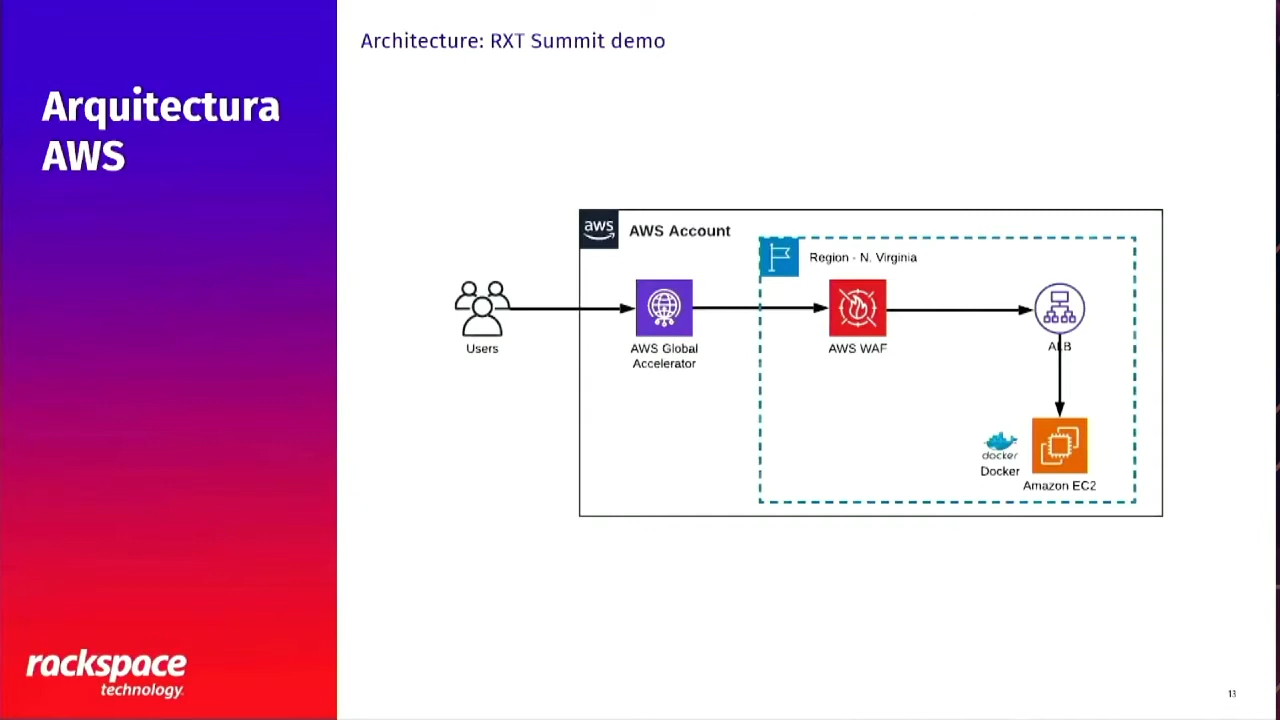 Arquitectura
AWS
Architecture: RXT Summit demo
aws
AWS Account
Region - N. Virginia
Users
AWS Global
Accelerator
AWS WAF
ALB
docker
Docker
Amazon EC2
rackspace
technology.
13